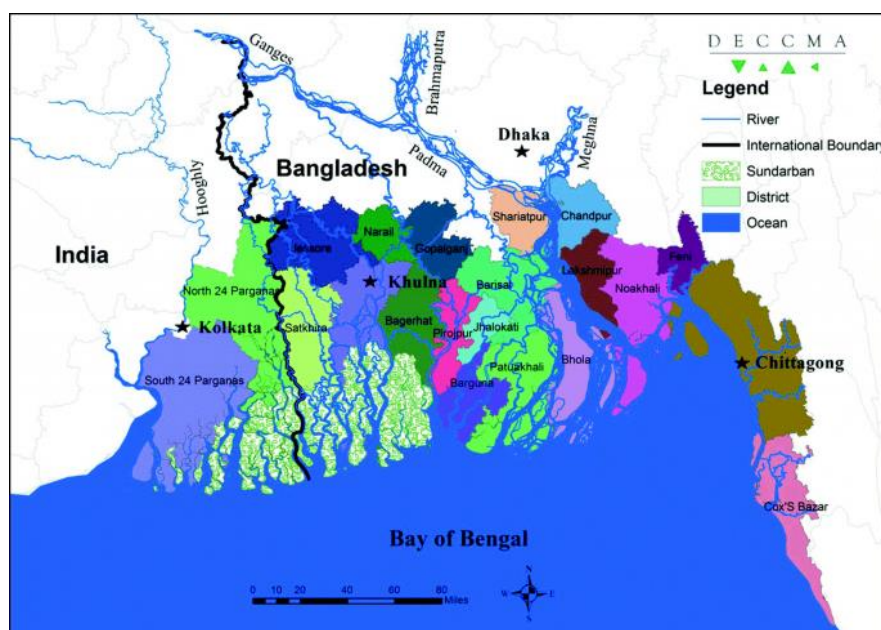 Ganges
Brahmaputra
D E C C M A
Legend
River
International Boundary
Sundarban
District
Ocean
Dhaka
Meghna
Padma
Hooghly
Bangladesh
India
Shariatpur
Chandpur
Jessore
Narail
Gopalganj
Lakshmipur
Noakhali
Feni
North 24 Parganas
Khulna
Barisal
Kolkata
Satkhira
Bagerhat
Pirojpur
Jhalokati
Bhola
Chittagong
South 24 Parganas
Patuakhali
Barguna
Cox'S Bazar
Bay of Bengal
N
W E
S
0 10 20 40 60 80
Miles